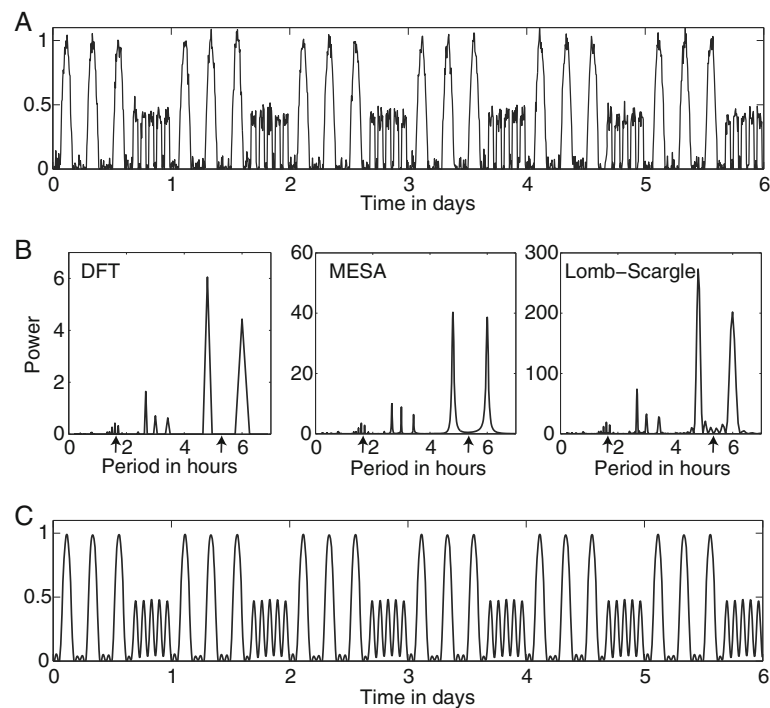 A
1
0.5
0
0 1 2 3 4 5 6
Time in days
B
DFT
MESA
Lomb−Scargle
Power
6
4
2
0
60
40
20
0
300
200
100
0
0 2 4 6
0 2 4 6
0 2 4 6
Period in hours
Period in hours
Period in hours
C
1
0.5
0
0 1 2 3 4 5 6
Time in days